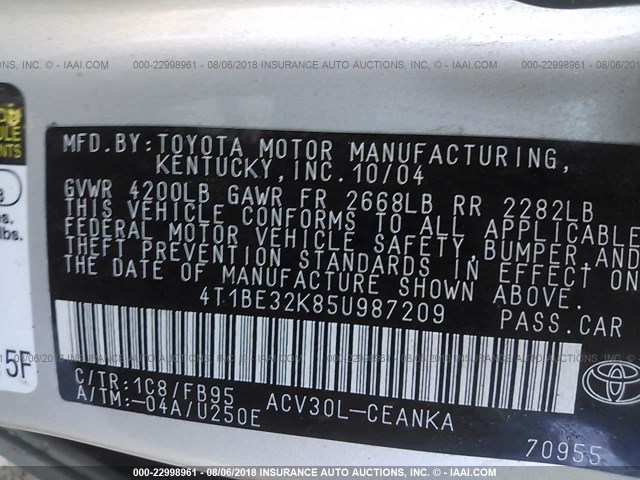 000-22998961 - 08/06/2018 INSURANCE AUTO AUCTIONS, INC. © - IAAI.COM
MFD.BY:TOYOTA MOTOR MANUFACTURING,
KENTUCKY,INC.10/04
GVWR 4200LB GAWR FR 2668LB RR 2282LB
THIS VEHICLE CONFORMS TO ALL APPLICABLE
FEDERAL MOTOR VEHICLE SAFETY,BUMPER,AND
THEFT PREVENTION STANDARDS IN EFFECT ON
THE DATE OF MANUFACTURE SHOWN ABOVE.
4T1BE32K85U987209 PASS.CAR
C/TR:1C8/FB95
A/TM:-04A/U250E
ACV30L-CEANKA
70955
TOYOTA
5F
lbs.
000-22998961 - 08/06/2018 INSURANCE AUTO AUCTIONS, INC. © - IAAI.COM